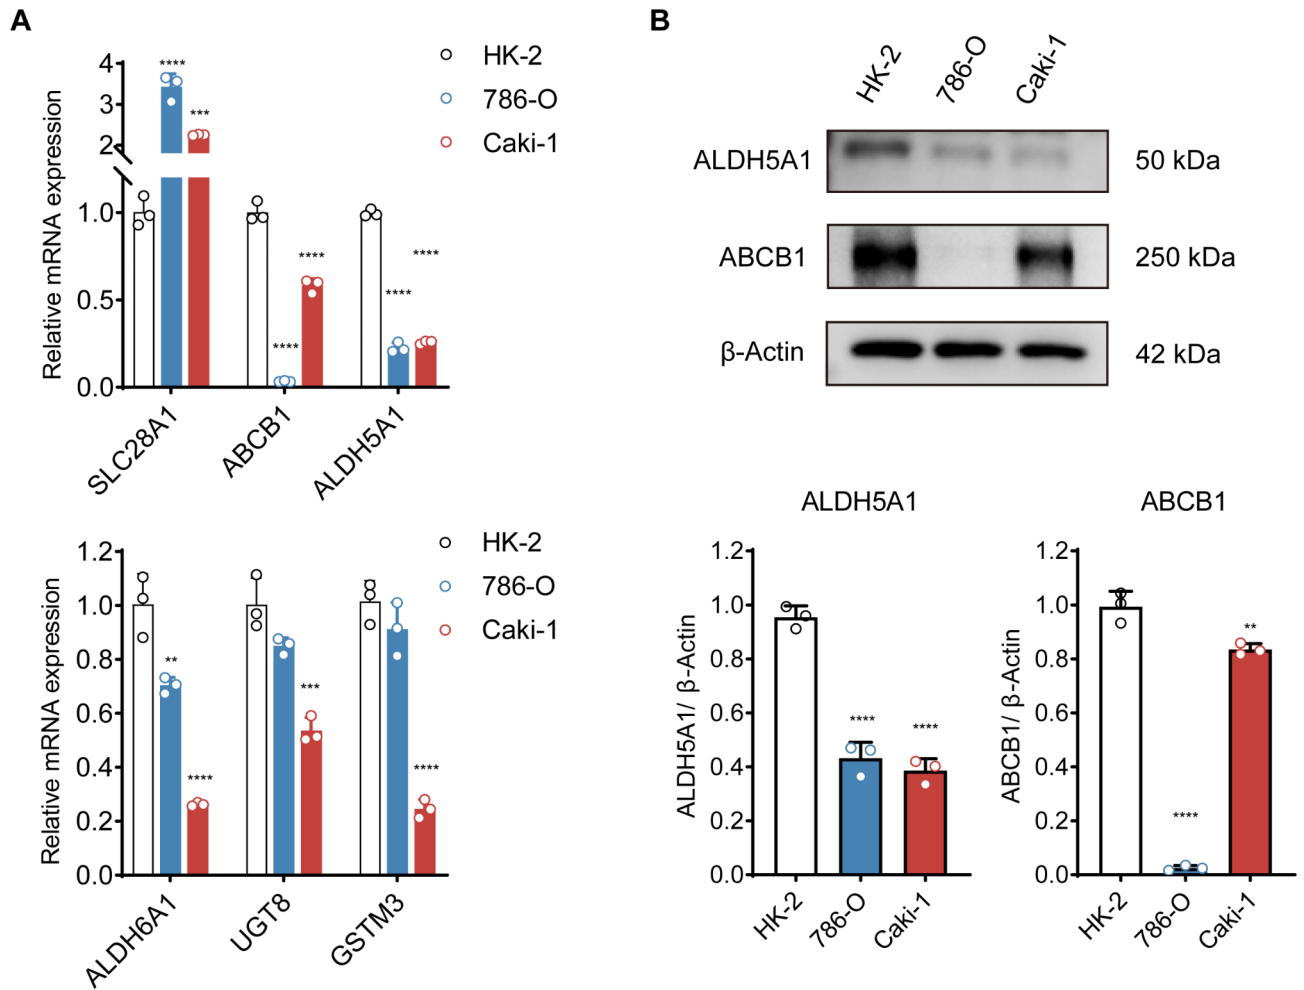 A
Relative mRNA expression
4
3
2
1.0
0.5
0.0
HK-2
786-O
Caki-1
****
***
****
****
****
****
SLC28A1
ABCB1
ALDH5A1
Relative mRNA expression
1.2
1.0
0.8
0.6
0.4
0.2
0.0
HK-2
786-O
Caki-1
**
****
***
****
ALDH6A1
UGT8
GSTM3
B
HK-2
786-O
Caki-1
ALDH5A1
50 kDa
ABCB1
250 kDa
β-Actin
42 kDa
ALDH5A1
ALDH5A1/ β-Actin
1.2
1.0
0.8
0.6
0.4
0.2
0.0
****
****
HK-2
786-O
Caki-1
ABCB1
ABCB1/ β-Actin
1.2
1.0
0.8
0.6
0.4
0.2
0.0
****
**
HK-2
786-O
Caki-1